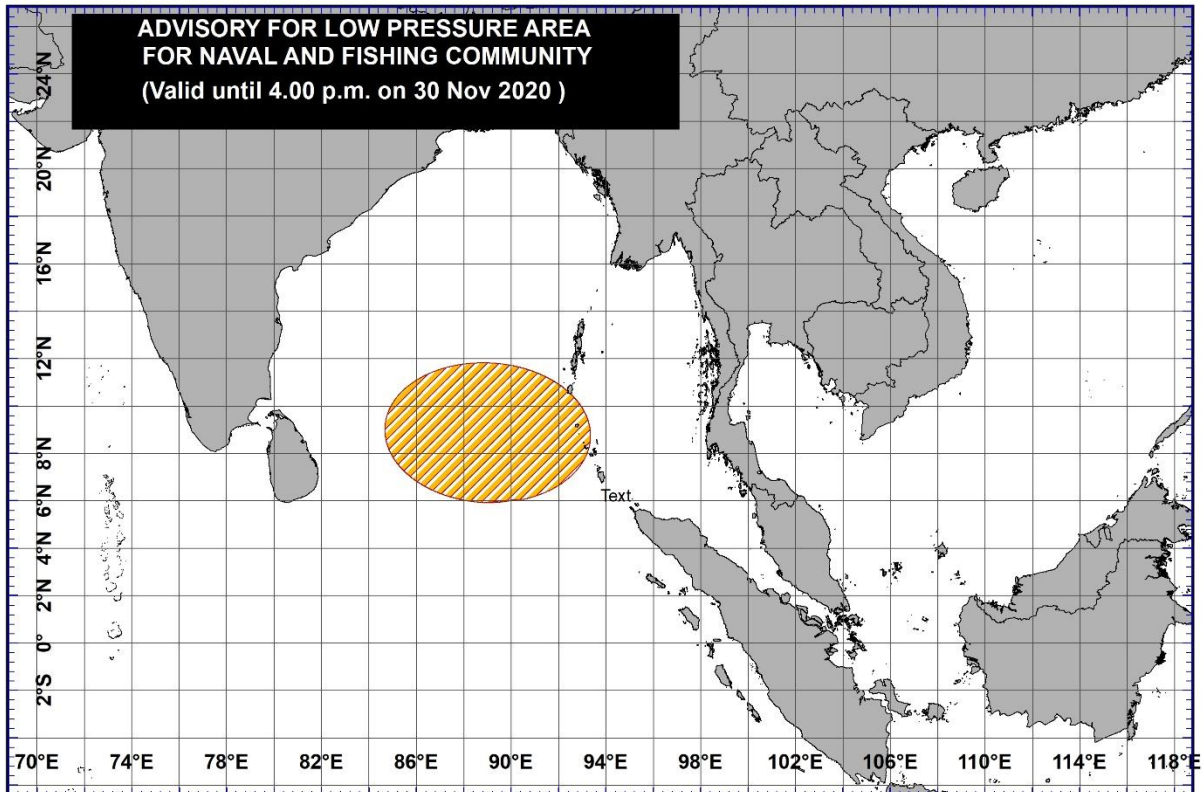 ADVISORY FOR LOW PRESSURE AREA
FOR NAVAL AND FISHING COMMUNITY
(Valid until 4.00 p.m. on 30 Nov 2020 )
24°N
20°N
16°N
12°N
8°N
6°N
4°N
2°N
0°
2°S
Text
70°E 74°E 78°E 82°E 86°E 90°E 94°E 98°E 102°E 106°E 110°E 114°E 118°E